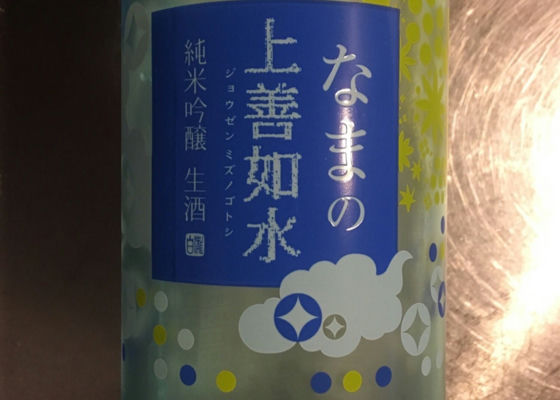 なまの
上善如水
ジョウゼンミズノゴトシ
純米吟醸 生酒